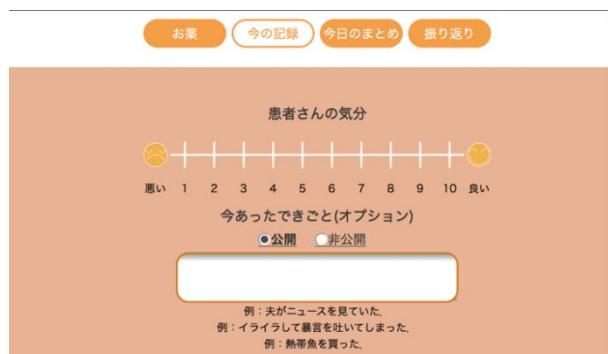 お薬 今の記録 今日のまとめ 振り返り
患者さんの気分
悪い 1 2 3 4 5 6 7 8 9 10 良い
今あったできごと(オプション)
公開 非公開
例：夫がニュースを見ていた.
例：イライラして暴言を吐いてしまった.
例：熱帯魚を買った.